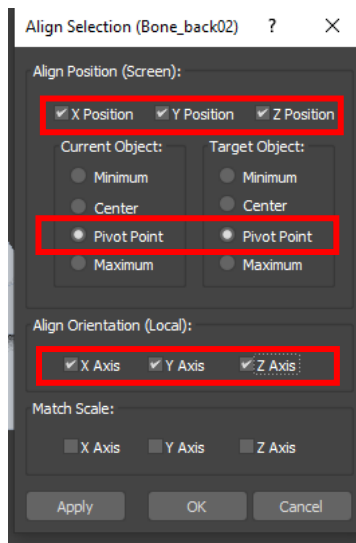 Align Selection (Bone_back02) ? ×
Align Position (Screen):
X Position Y Position Z Position
Current Object: Target Object:
Minimum Minimum
Center Center
Pivot Point Pivot Point
Maximum Maximum
Align Orientation (Local):
X Axis Y Axis Z Axis
Match Scale:
X Axis Y Axis Z Axis
Apply OK Cancel